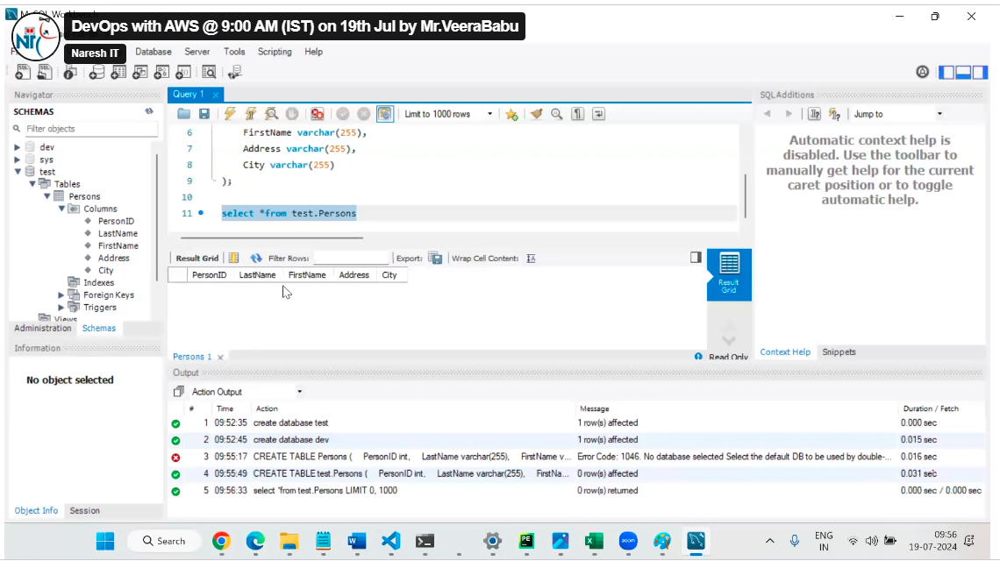 DevOps with AWS @ 9:00 AM (IST) on 19th Jul by Mr.VeeraBabu
Naresh IT
Database Server Tools Scripting Help
Navigator
SCHEMAS
Filter objects
dev
sys
test
Tables
Persons
Columns
PersonID
LastName
FirstName
Address
City
Indexes
Foreign Keys
Triggers
Views
Administration Schemas
Information
No object selected
Object Info Session
Query 1
Limit to 1000 rows
6 FirstName varchar(255),
7 Address varchar(255),
8 City varchar(255)
9 );
10
11 select *from test.Persons
Result Grid Filter Rows: Export: Wrap Cell Content:
PersonID LastName FirstName Address City
Result
Grid
Persons 1
Read Only
SQLAdditions
Jump to
Automatic context help is
disabled. Use the toolbar to
manually get help for the current
caret position or to toggle
automatic help.
Context Help Snippets
Output
Action Output
# Time Action Message Duration / Fetch
1 09:52:35 create database test 1 row(s) affected 0.000 sec
2 09:52:45 create database dev 1 row(s) affected 0.015 sec
3 09:55:17 CREATE TABLE Persons ( PersonID int, LastName varchar(255), FirstName v... Error Code: 1046. No database selected Select the default DB to be used by double-... 0.016 sec
4 09:55:49 CREATE TABLE test.Persons ( PersonID int, LastName varchar(255), FirstNa... 0 row(s) affected 0.031 sec
5 09:56:33 select *from test.Persons LIMIT 0, 1000 0 row(s) returned 0.000 sec / 0.000 sec
Search
zoom
ENG
IN
09:56
19-07-2024